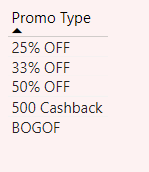 Promo Type
25% OFF
33% OFF
50% OFF
500 Cashback
BOGOF